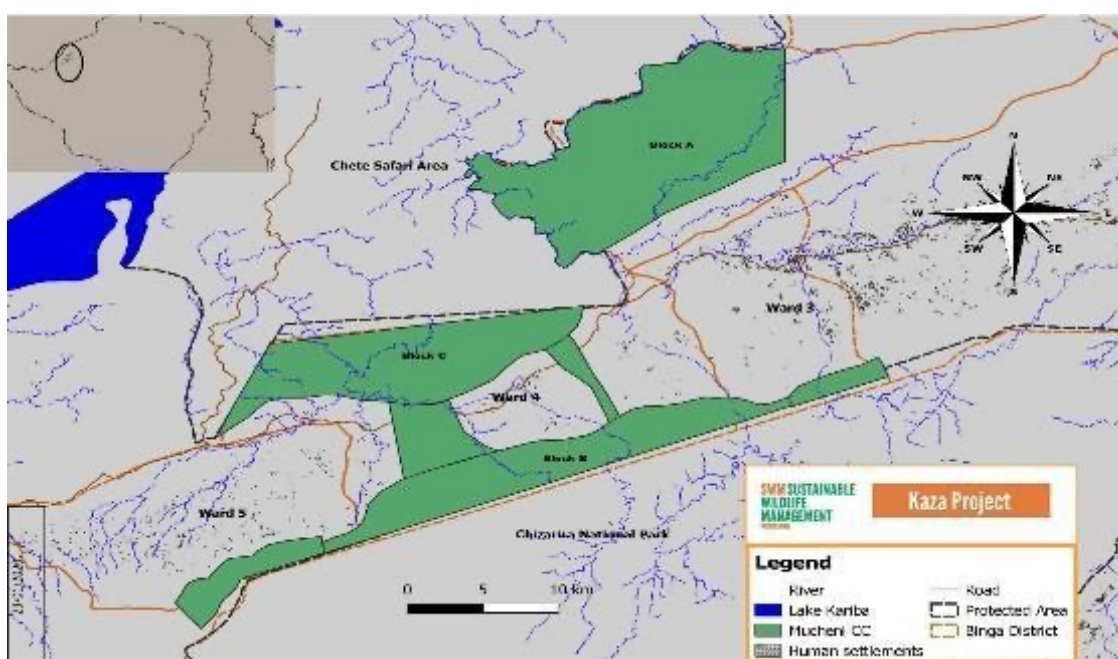 Block A
Chete Safari Area
N
NW
NE
W
SW
SE
S
Ward 3
Block C
Ward 4
Block B
Ward 5
Chizarira National Park
0 5 10 km
SWM SUSTAINABLE
WILDLIFE
MANAGEMENT
Kaza Project
Legend
River
Road
Lake Kariba
Protected Area
Mucheni CC
Binga District
Human settlements